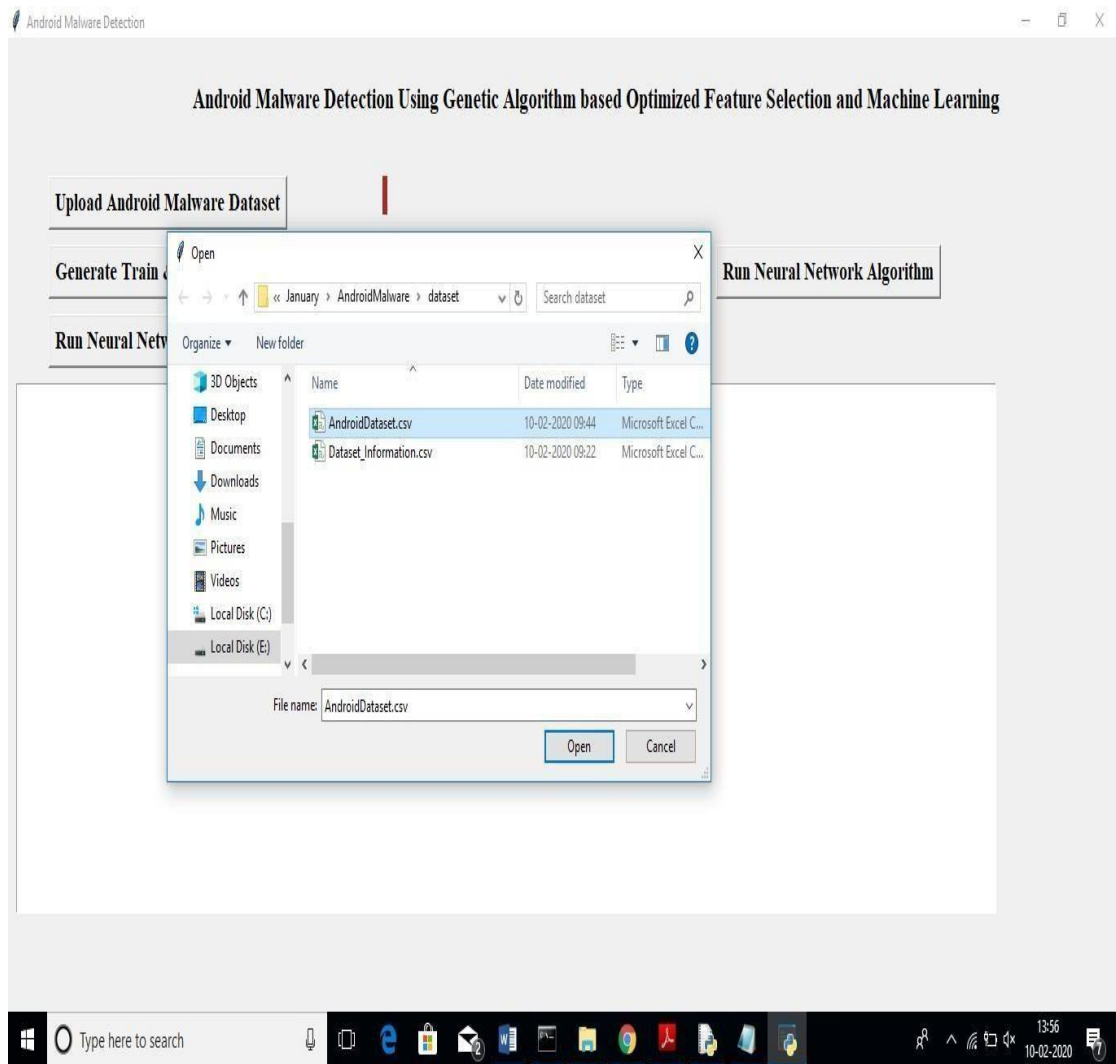 Android Malware Detection
Android Malware Detection Using Genetic Algorithm based Optimized Feature Selection and Machine Learning
Upload Android Malware Dataset
Generate Train
Run Neural Network Algorithm
Run Neural Netw
Open
« January > AndroidMalware > dataset
Search dataset
Organize New folder
Name Date modified Type
3D Objects
Desktop
Documents
Downloads
Music
Pictures
Videos
Local Disk (C:)
Local Disk (E:)
AndroidDataset.csv 10-02-2020 09:44 Microsoft Excel C...
Dataset_Information.csv 10-02-2020 09:22 Microsoft Excel C...
File name: AndroidDataset.csv
Open Cancel
Type here to search
13:56
10-02-2020